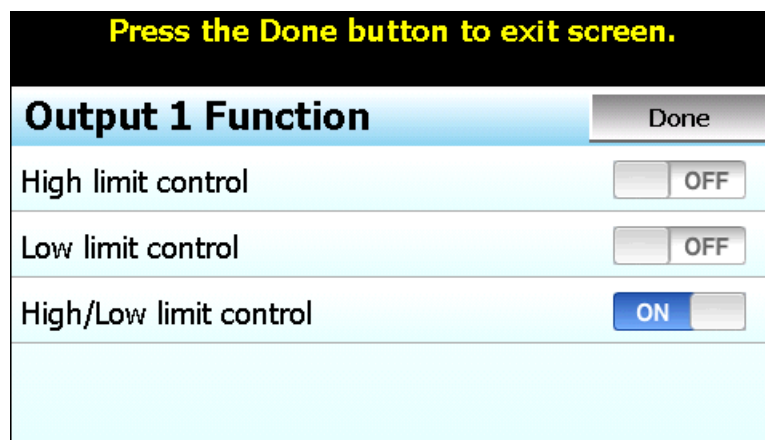 Press the Done button to exit screen.
Output 1 Function
Done
High limit control
OFF
Low limit control
OFF
High/Low limit control
ON